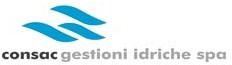 consac gestioni idriche spa